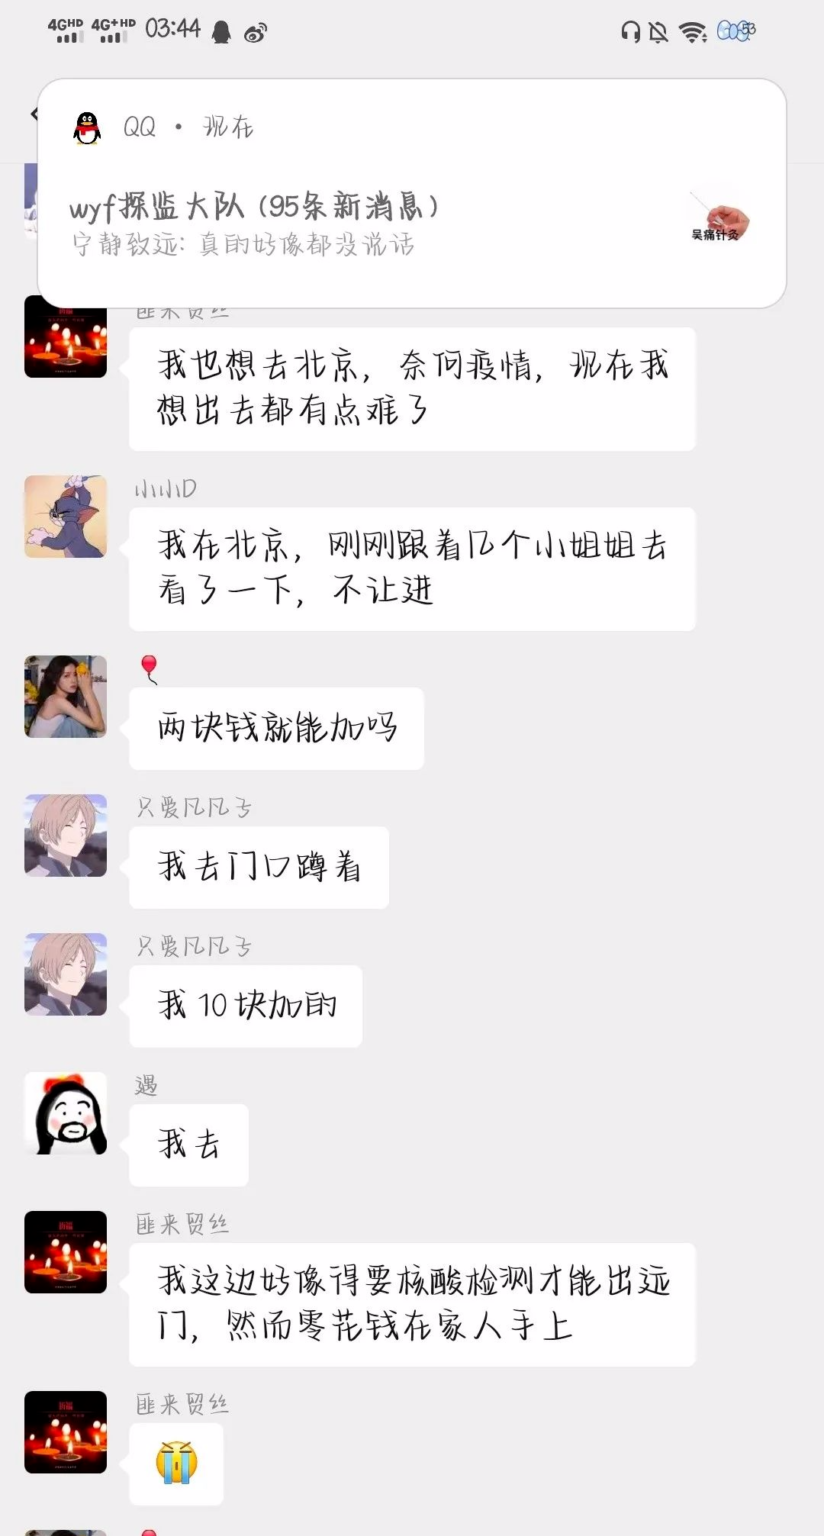 4GHD 4G+HD 03:44 53
QQ · 现在
wyf探监大队 (95条新消息)
宁静致远: 真的好像都没说话
吴痛针灸
匪来贸丝
我也想去北京，奈何疫情，现在我
想出去都有点难了
小小D
我在北京，刚刚跟着几个小姐姐去
看了一下，不让进
两块钱就能加吗
只爱凡凡子
我去门口蹲着
只爱凡凡子
我 10 块加的
遇
我去
匪来贸丝
我这边好像得要核酸检测才能出远
门，然而零花钱在家人手上
匪来贸丝